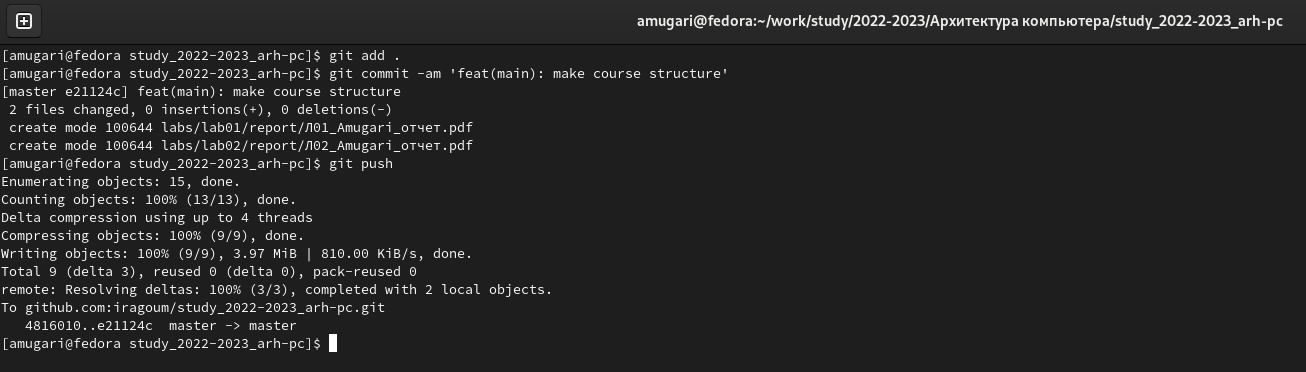 amugari@fedora:~/work/study/2022-2023/Архитектура компьютера/study_2022-2023_arh-pc
[amugari@fedora study_2022-2023_arh-pc]$ git add .
[amugari@fedora study_2022-2023_arh-pc]$ git commit -am 'feat(main): make course structure'
[master e21124c] feat(main): make course structure
 2 files changed, 0 insertions(+), 0 deletions(-)
 create mode 100644 labs/lab01/report/Л01_Amugari_отчет.pdf
 create mode 100644 labs/lab02/report/Л02_Amugari_отчет.pdf
[amugari@fedora study_2022-2023_arh-pc]$ git push
Enumerating objects: 15, done.
Counting objects: 100% (13/13), done.
Delta compression using up to 4 threads
Compressing objects: 100% (9/9), done.
Writing objects: 100% (9/9), 3.97 MiB | 810.00 KiB/s, done.
Total 9 (delta 3), reused 0 (delta 0), pack-reused 0
remote: Resolving deltas: 100% (3/3), completed with 2 local objects.
To github.com:iragoum/study_2022-2023_arh-pc.git
   4816010..e21124c  master -> master
[amugari@fedora study_2022-2023_arh-pc]$